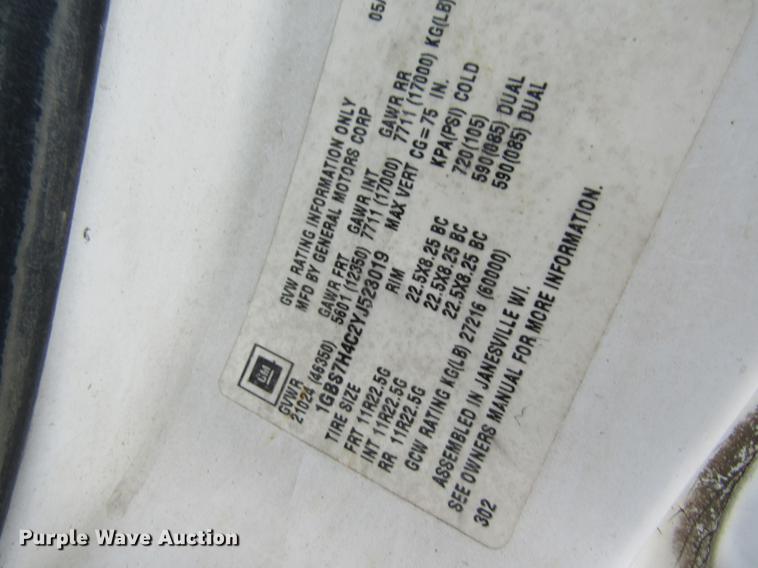 05/
GVW RATING INFORMATION ONLY
MFD BY GENERAL MOTORS CORP
GM
GVWR GAWR FRT GAWR INT GAWR RR
21024 (46350) 5601 (12350) 7711 (17000) 7711 (17000) KG(LB)
1GBS7H4C2YJ523019 MAX VERT CG=75 IN.
TIRE SIZE RIM KPA(PSI) COLD
FRT 11R22.5G 22.5X8.25 BC 720(105)
INT 11R22.5G 22.5X8.25 BC 590(085) DUAL
RR 11R22.5G 22.5X8.25 BC 590(085) DUAL
GCW RATING KG(LB) 27216 (60000)
ASSEMBLED IN JANESVILLE WI.
SEE OWNERS MANUAL FOR MORE INFORMATION.
302
Purple Wave Auction